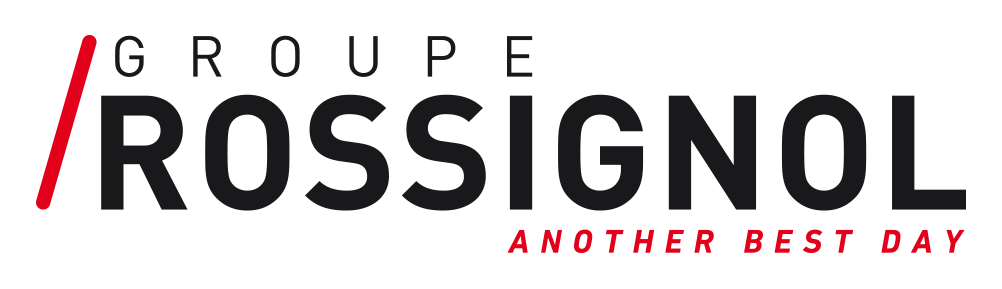 GROUPE
ROSSIGNOL
ANOTHER BEST DAY